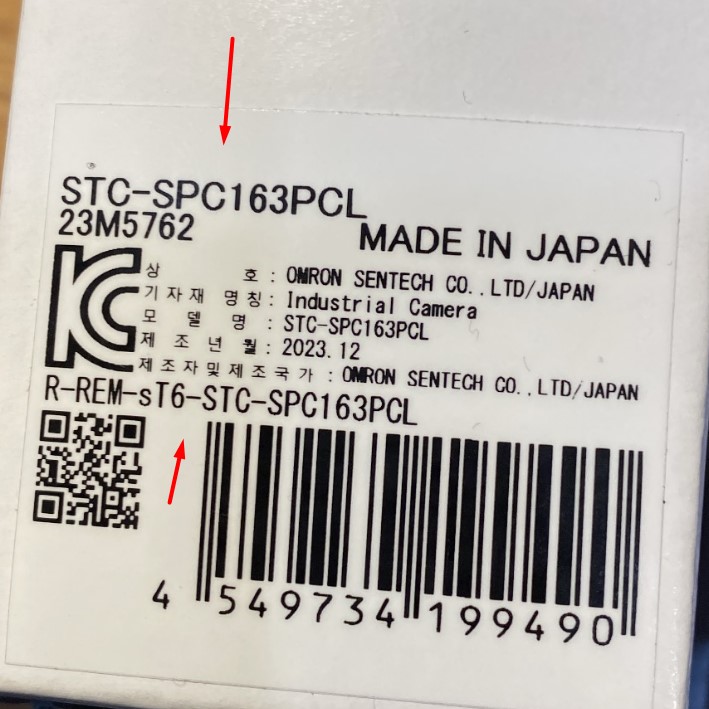 STC-SPC163PCL
23M5762
MADE IN JAPAN
상 호 : OMRON SENTECH CO.,LTD/JAPAN
기자재 명칭 : Industrial Camera
모 델 명 : STC-SPC163PCL
제 조 년 월 : 2023.12
제조자및제조국가 : OMRON SENTECH CO.,LTD/JAPAN
R-REM-sT6-STC-SPC163PCL
4 549734 199490